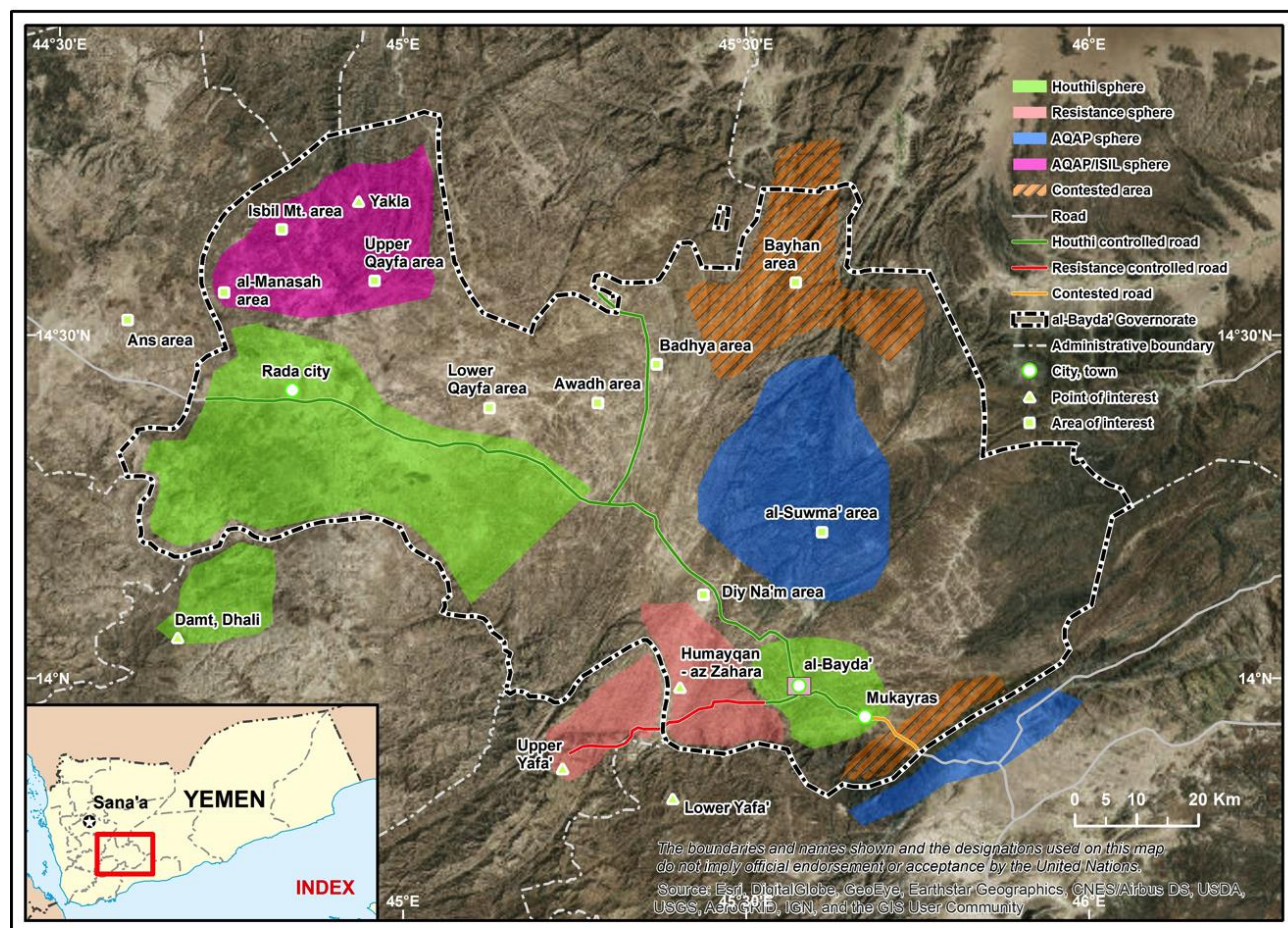 44°30'E
45°E
45°30'E
46°E
Houthi sphere
Resistance sphere
AQAP sphere
AQAP/ISIL sphere
Contested area
Road
Houthi controlled road
Resistance controlled road
Contested road
al-Bayda' Governorate
Administrative boundary
City, town
Point of interest
Area of interest
Yakla
Isbil Mt. area
Upper
Qayfa area
al-Manasah
area
Bayhan
area
14°30'N
14°30'N
Ans area
Rada city
Lower
Qayfa area
Awadh area
Badhya area
al-Suwma' area
Diy Na'm area
Damt, Dhali
Humayqan
- az Zahara
al-Bayda'
Mukayras
14°N
14°N
Upper
Yafa'
Lower Yafa'
0 5 10 20 Km
Sana'a
YEMEN
INDEX
The boundaries and names shown and the designations used on this map
do not imply official endorsement or acceptance by the United Nations.
Source: Esri, DigitalGlobe, GeoEye, Earthstar Geographics, CNES/Airbus DS, USDA,
USGS, AeroGRID, IGN, and the GIS User Community
45°E
45°30'E
46°E